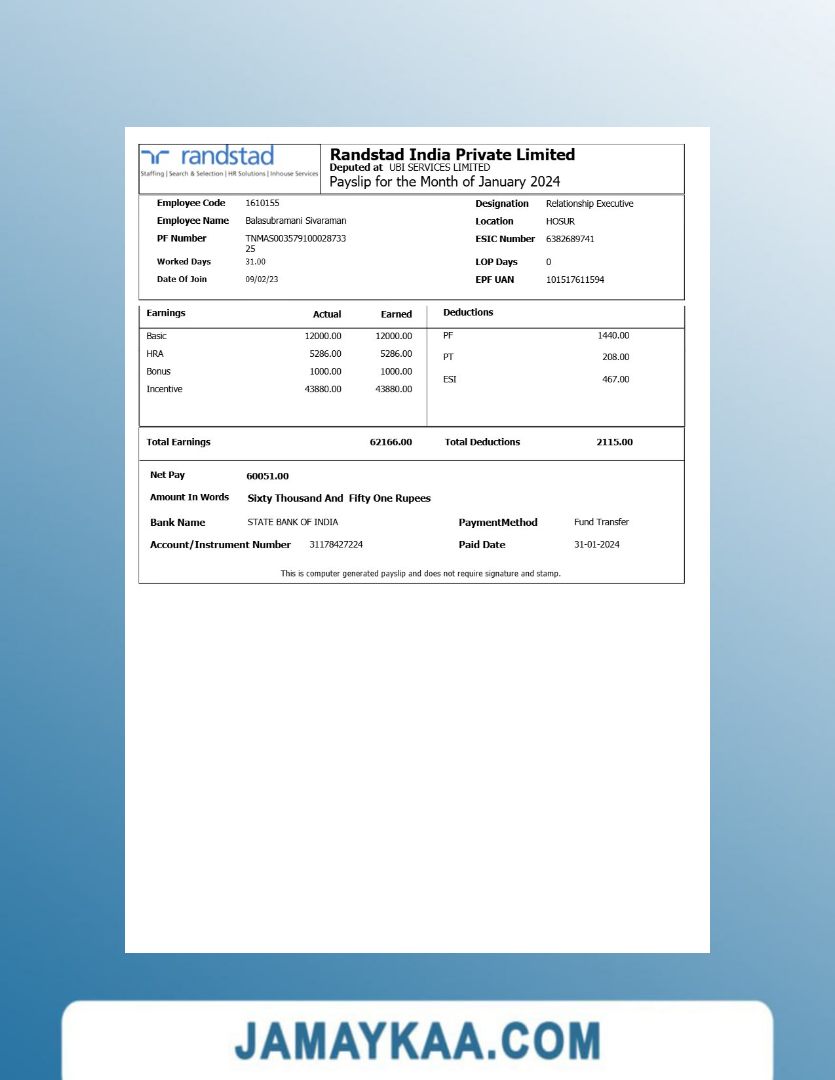 randstad
Staffing | Search & Selection | HR Solutions | Inhouse Services
Randstad India Private Limited
Deputed at UBI SERVICES LIMITED
Payslip for the Month of January 2024
Employee Code 1610155 Designation Relationship Executive
Employee Name Balasubramani Sivaraman Location HOSUR
PF Number TNMAS003579100028733 ESIC Number 6382689741
25
Worked Days 31.00 LOP Days 0
Date Of Join 09/02/23 EPF UAN 101517611594
Earnings Actual Earned Deductions
Basic 12000.00 12000.00 PF 1440.00
HRA 5286.00 5286.00 PT 208.00
Bonus 1000.00 1000.00 ESI 467.00
Incentive 43880.00 43880.00
Total Earnings 62166.00 Total Deductions 2115.00
Net Pay 60051.00
Amount In Words Sixty Thousand And Fifty One Rupees
Bank Name STATE BANK OF INDIA PaymentMethod Fund Transfer
Account/Instrument Number 31178427224 Paid Date 31-01-2024
This is computer generated payslip and does not require signature and stamp.
JAMAYKAA.COM